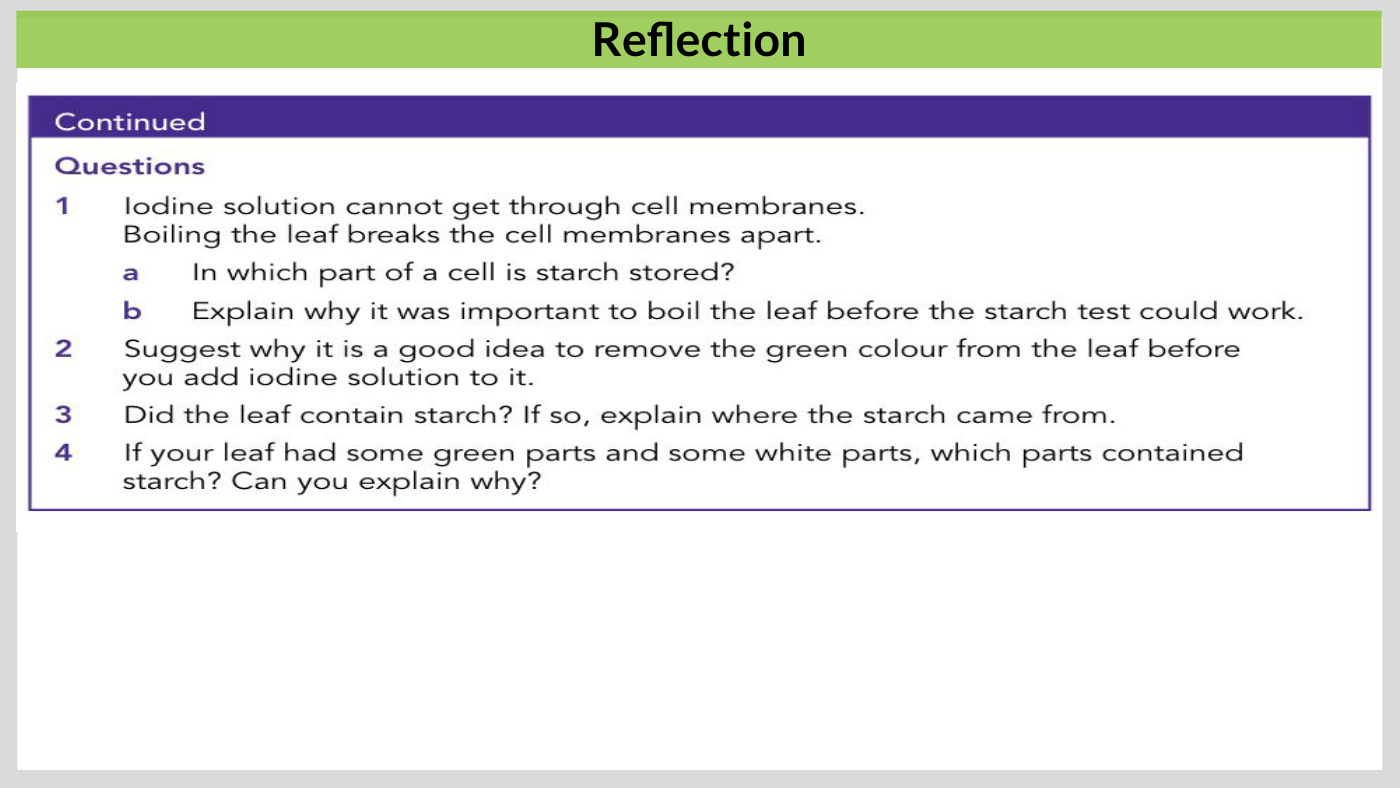 Reflection
Continued
Questions
1 Iodine solution cannot get through cell membranes.
Boiling the leaf breaks the cell membranes apart.
a In which part of a cell is starch stored?
b Explain why it was important to boil the leaf before the starch test could work.
2 Suggest why it is a good idea to remove the green colour from the leaf before
you add iodine solution to it.
3 Did the leaf contain starch? If so, explain where the starch came from.
4 If your leaf had some green parts and some white parts, which parts contained
starch? Can you explain why?